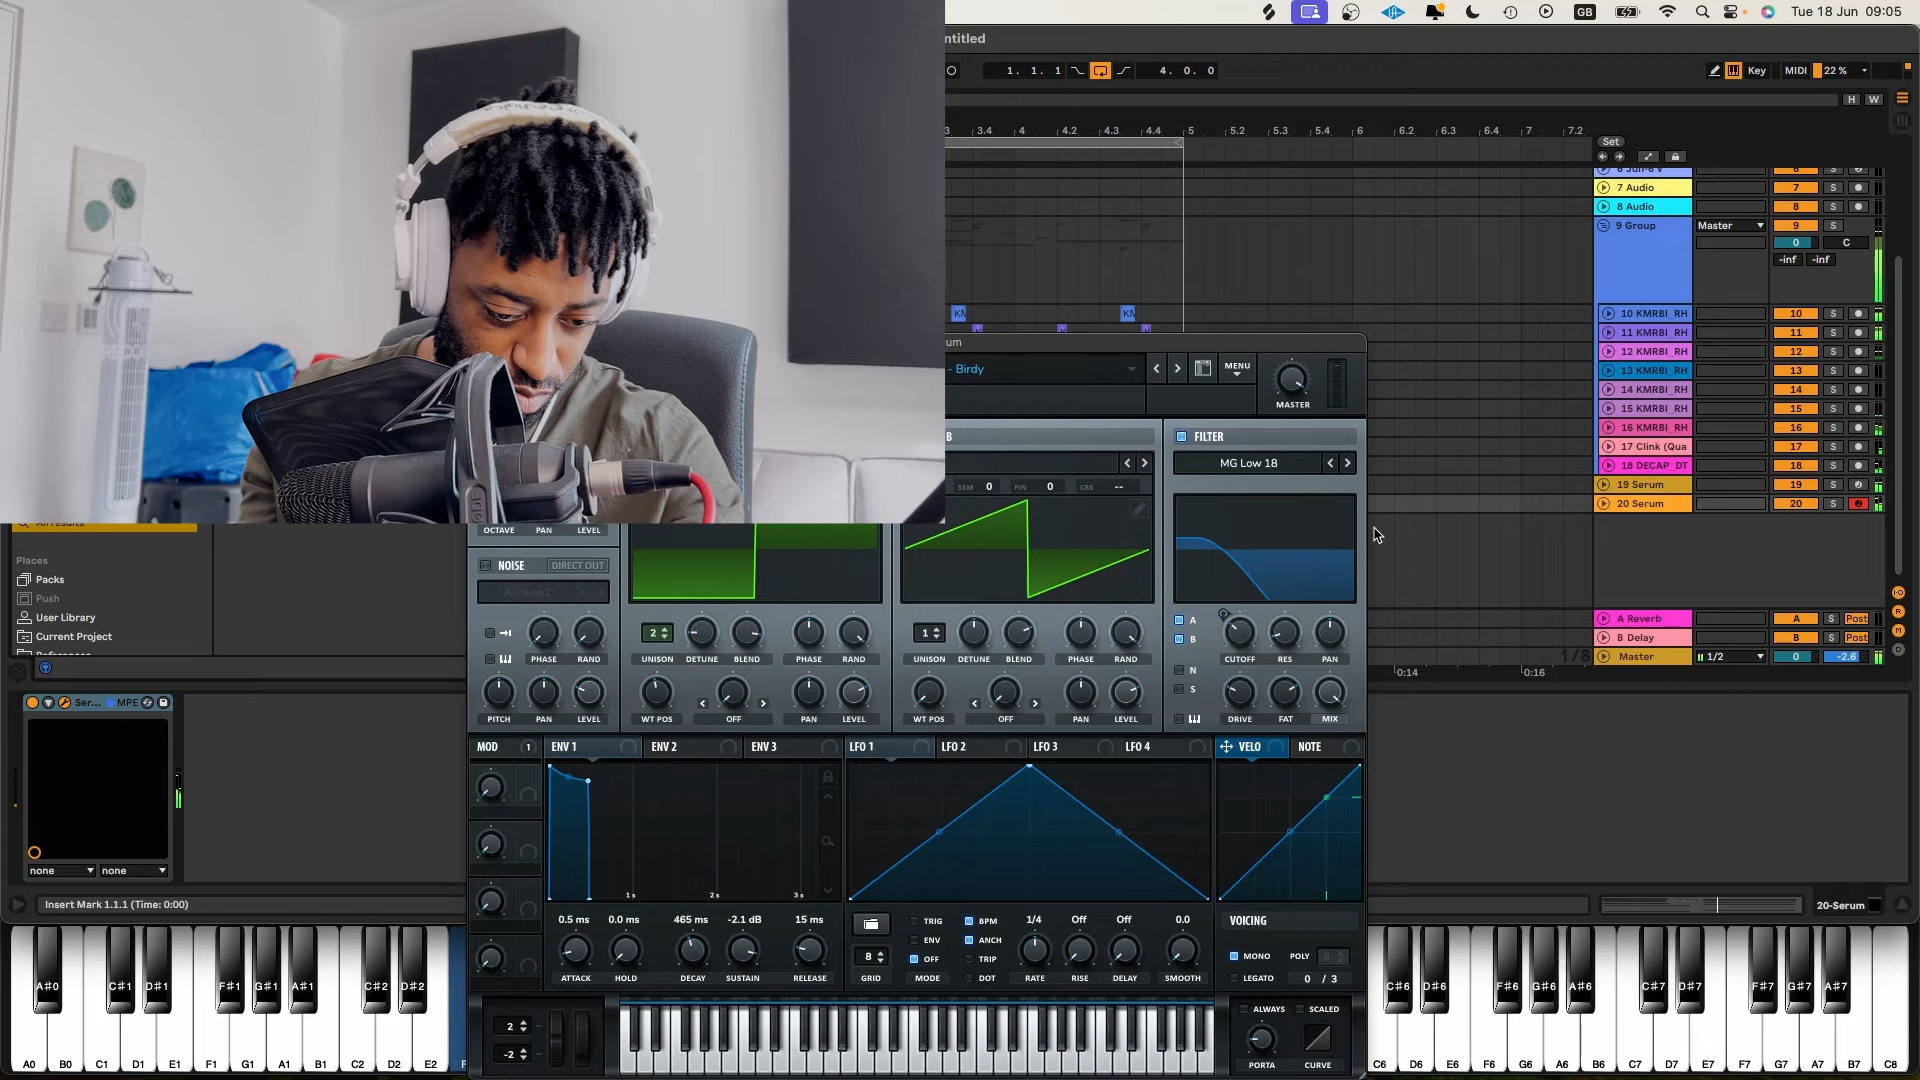 Tue 18 Jun 09:05
ntitled
1. 1. 1
4. 0. 0
Key
MIDI
22 %
H
W
3
3.4
4
4.2
4.3
4.4
5
5.2
5.3
5.4
6
6.2
6.3
6.4
7
7.2
Set
7 Audio 7 S
8 Audio 8 S
9 Group Master 9 S
0 C
-inf -inf
10 KMRBI_RH 10 S
11 KMRBI_RH 11 S
12 KMRBI_RH 12 S
13 KMRBI_RH 13 S
14 KMRBI_RH 14 S
15 KMRBI_RH 15 S
16 KMRBI_RH 16 S
17 Clink (Qua 17 S
18 DECAP_DT 18 S
19 Serum 19 S
20 Serum 20 S
A Reverb A S Post
B Delay B S Post
Master 1/2 0 -2.6
1/8
0:14
0:16
um
- Birdy
MENU
MASTER
B
FILTER
MG Low 18
SEM 0 FIN 0 CRS --
OCTAVE PAN LEVEL
NOISE DIRECT OUT
PHASE RAND
2 UNISON DETUNE BLEND PHASE RAND
1 UNISON DETUNE BLEND PHASE RAND
A
B
N
S
CUTOFF RES PAN
PITCH PAN LEVEL
WT POS OFF PAN LEVEL
WT POS OFF PAN LEVEL
DRIVE FAT MIX
MOD 1 ENV 1 ENV 2 ENV 3 LFO 1 LFO 2 LFO 3 LFO 4 VELO NOTE
1 s 2 s 3 s
0.5 ms 0.0 ms 465 ms -2.1 dB 15 ms
ATTACK HOLD DECAY SUSTAIN RELEASE
8
GRID
TRIG
ENV
OFF
MODE
BPM
ANCH
TRIP
DOT
1/4 Off Off 0.0
RATE RISE DELAY SMOOTH
VOICING
MONO POLY
LEGATO 0 / 3
ALWAYS SCALED
PORTA CURVE
2
-2
Places
Packs
Push
User Library
Current Project
Ser... MPE
none none
Insert Mark 1.1.1 (Time: 0:00)
20-Serum
GB
A#0 C#1 D#1 F#1 G#1 A#1 C#2 D#2
A0 B0 C1 D1 E1 F1 G1 A1 B1 C2 D2 E2
C#6 D#6 F#6 G#6 A#6 C#7 D#7 F#7 G#7 A#7
C6 D6 E6 F6 G6 A6 B6 C7 D7 E7 F7 G7 A7 B7 C8